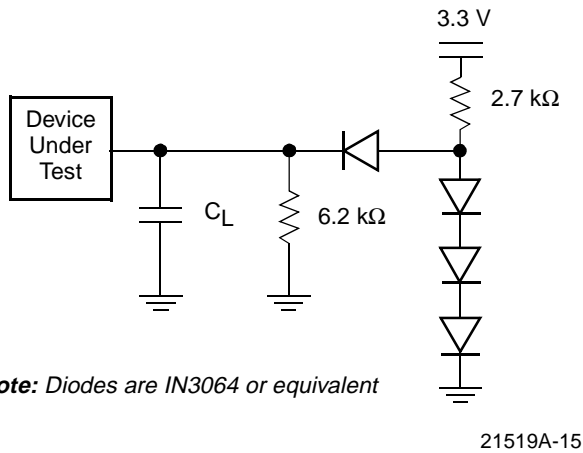 3.3 V
2.7 kΩ
Device
Under
Test
CL
6.2 kΩ
ote: Diodes are IN3064 or equivalent
21519A-15